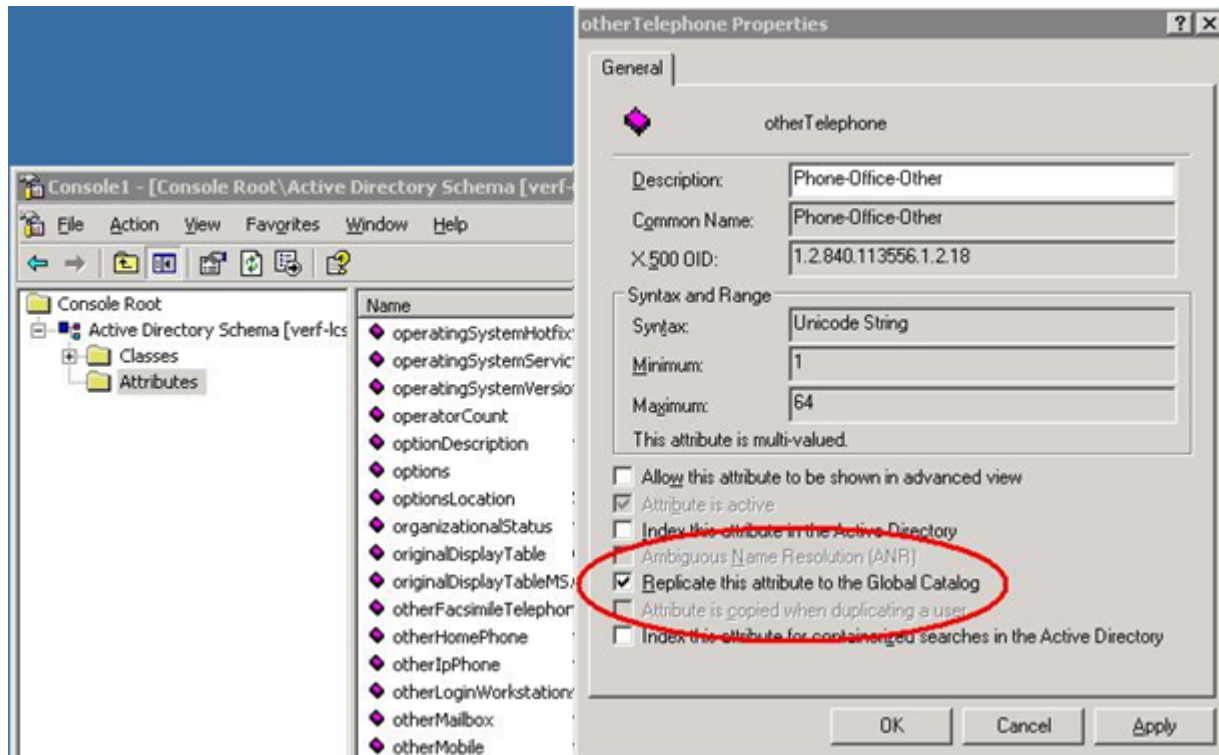 otherTelephone Properties
General
otherTelephone
Description: Phone-Office-Other
Common Name: Phone-Office-Other
X.500 OID: 1.2.840.113556.1.2.18
Syntax and Range
Syntax: Unicode String
Minimum: 1
Maximum: 64
This attribute is multi-valued.
Allow this attribute to be shown in advanced view
Attribute is active
Index this attribute in the Active Directory
Ambiguous Name Resolution (ANR)
Replicate this attribute to the Global Catalog
Attribute is copied when duplicating a user
Index this attribute for containerized searches in the Active Directory
OK Cancel Apply
Console1 - [Console Root\Active Directory Schema [verf-
File Action View Favorites Window Help
Console Root
Active Directory Schema [verf-lcs
Classes
Attributes
Name
operatingSystemHotfix
operatingSystemServic
operatingSystemVersio
operatorCount
optionDescription
options
optionsLocation
organizationalStatus
originalDisplayTable
originalDisplayTableMS
otherFacsimileTelephon
otherHomePhone
otherIpPhone
otherLoginWorkstations
otherMailbox
otherMobile